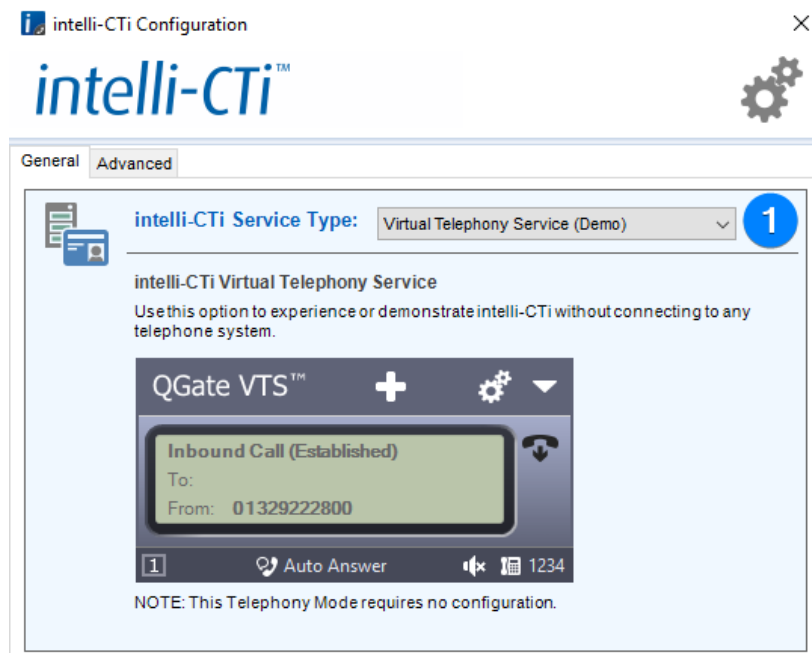 intelli-CTi Configuration
intelli-CTi™
General Advanced
intelli-CTi Service Type: Virtual Telephony Service (Demo) 1
intelli-CTi Virtual Telephony Service
Use this option to experience or demonstrate intelli-CTi without connecting to any
telephone system.
QGate VTS™
Inbound Call (Established)
To:
From: 01329222800
1 Auto Answer 1234
NOTE: This Telephony Mode requires no configuration.